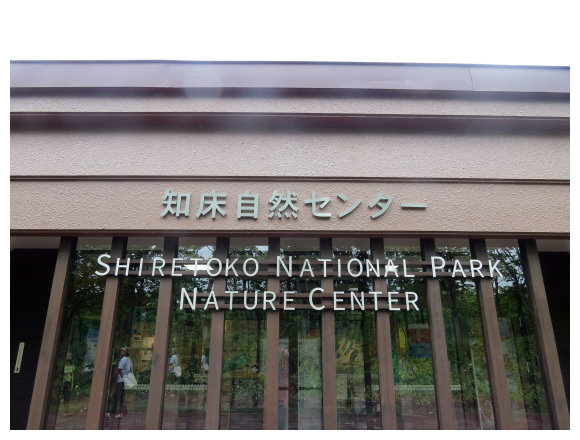 知床自然センター
SHIRETOKO NATIONAL PARK
NATURE CENTER